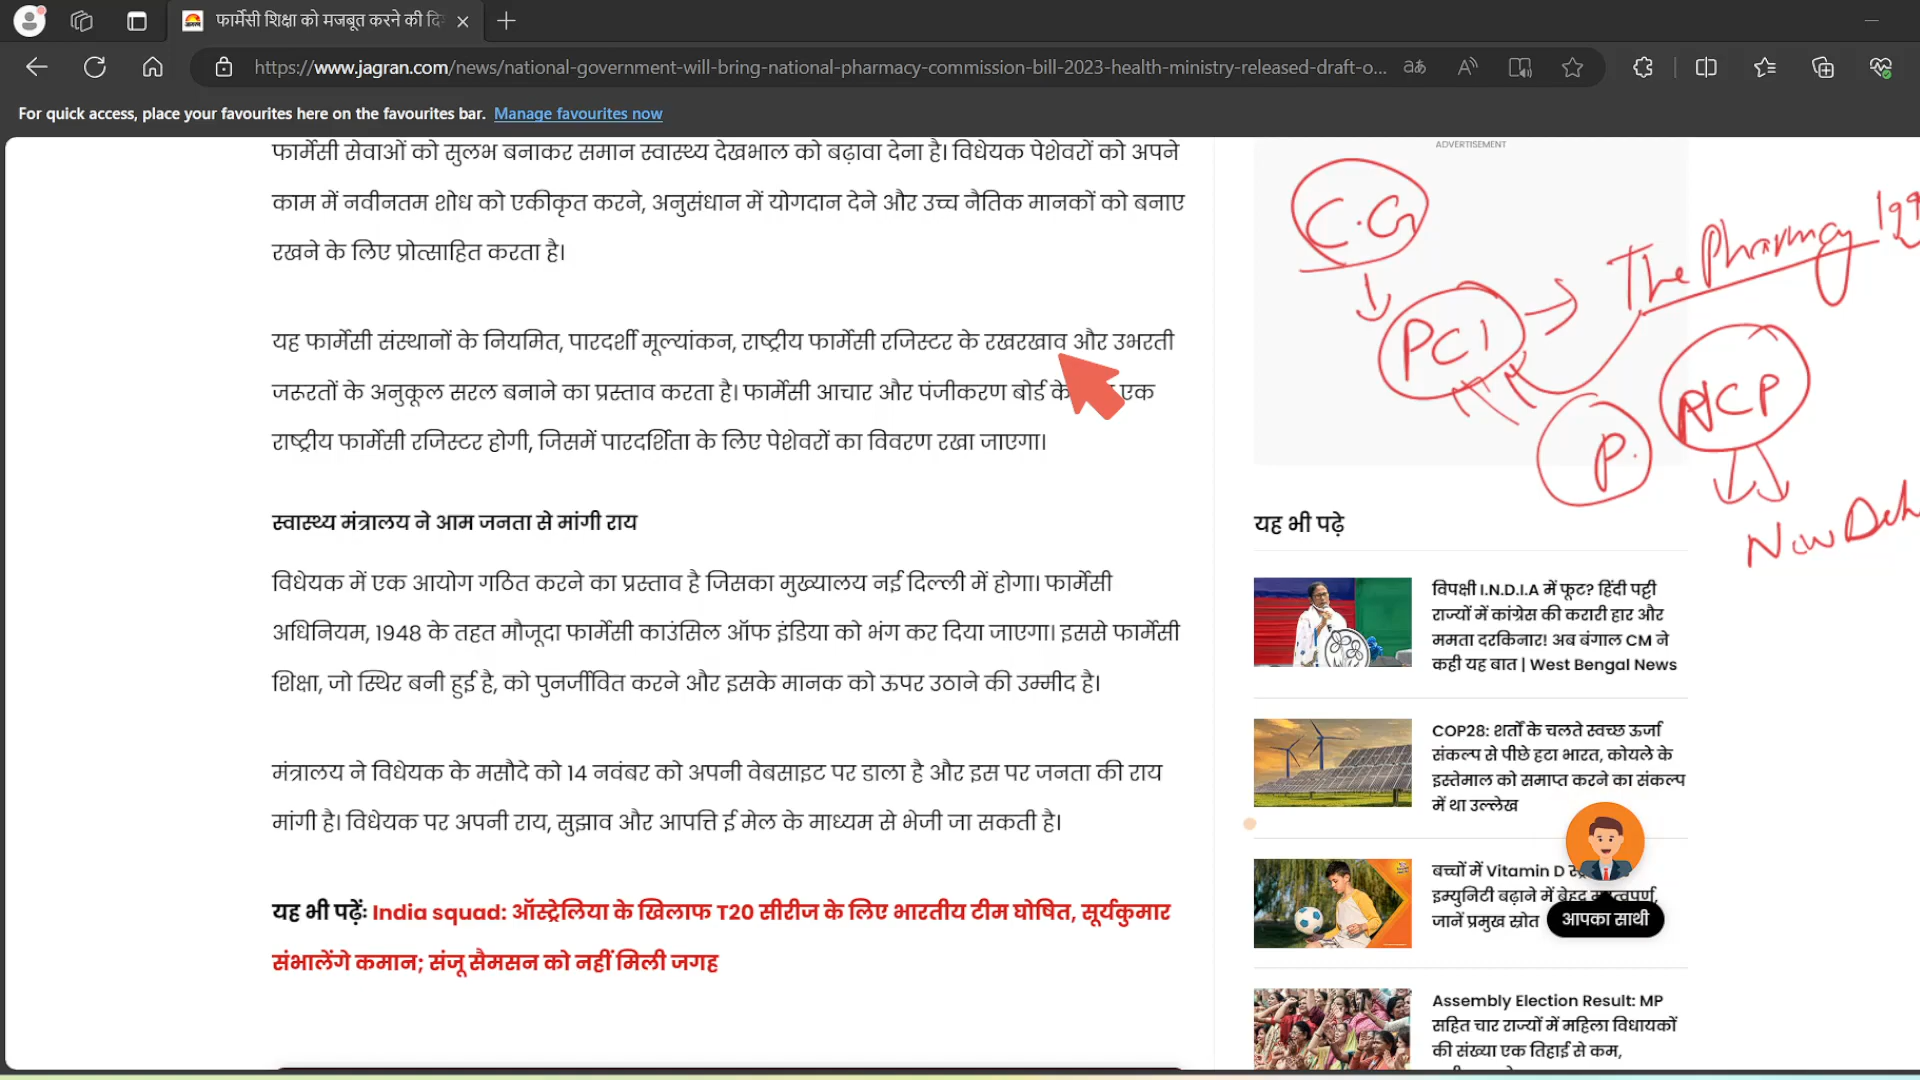 फार्मेसी शिक्षा को मजबूत करने की दि
https://www.jagran.com/news/national-government-will-bring-national-pharmacy-commission-bill-2023-health-ministry-released-draft-o...
For quick access, place your favourites here on the favourites bar. Manage favourites now
फार्मेसी सेवाओं को सुलभ बनाकर समान स्वास्थ्य देखभाल को बढ़ावा देना है। विधेयक पेशेवरों को अपने
काम में नवीनतम शोध को एकीकृत करने, अनुसंधान में योगदान देने और उच्च नैतिक मानकों को बनाए
रखने के लिए प्रोत्साहित करता है।
यह फार्मेसी संस्थानों के नियमित, पारदर्शी मूल्यांकन, राष्ट्रीय फार्मेसी रजिस्टर के रखरखाव और उभरती
जरूरतों के अनुकूल सरल बनाने का प्रस्ताव करता है। फार्मेसी आचार और पंजीकरण बोर्ड के एक
राष्ट्रीय फार्मेसी रजिस्टर होगी, जिसमें पारदर्शिता के लिए पेशेवरों का विवरण रखा जाएगा।
स्वास्थ्य मंत्रालय ने आम जनता से मांगी राय
विधेयक में एक आयोग गठित करने का प्रस्ताव है जिसका मुख्यालय नई दिल्ली में होगा। फार्मेसी
अधिनियम, 1948 के तहत मौजूदा फार्मेसी काउंसिल ऑफ इंडिया को भंग कर दिया जाएगा। इससे फार्मेसी
शिक्षा, जो स्थिर बनी हुई है, को पुनर्जीवित करने और इसके मानक को ऊपर उठाने की उम्मीद है।
मंत्रालय ने विधेयक के मसौदे को 14 नवंबर को अपनी वेबसाइट पर डाला है और इस पर जनता की राय
मांगी है। विधेयक पर अपनी राय, सुझाव और आपत्ति ई मेल के माध्यम से भेजी जा सकती है।
यह भी पढ़ें: India squad: ऑस्ट्रेलिया के खिलाफ T20 सीरीज के लिए भारतीय टीम घोषित, सूर्यकुमार
संभालेंगे कमान; संजू सैमसन को नहीं मिली जगह
ADVERTISEMENT
C.G
The Pharmacy
PCI
NCP
P.
New Delh
यह भी पढ़े
विपक्षी I.N.D.I.A में फूट? हिंदी पट्टी
राज्यों में कांग्रेस की करारी हार और
ममता दरकिनार! अब बंगाल CM ने
कही यह बात | West Bengal News
COP28: शर्तों के चलते स्वच्छ ऊर्जा
संकल्प से पीछे हटा भारत, कोयले के
इस्तेमाल को समाप्त करने का संकल्प
में था उल्लेख
बच्चों में Vitamin D
इम्युनिटी बढ़ाने में बेहद
जानें प्रमुख स्रोत
आपका साथी
Assembly Election Result: MP
सहित चार राज्यों में महिला विधायकों
की संख्या एक तिहाई से कम,